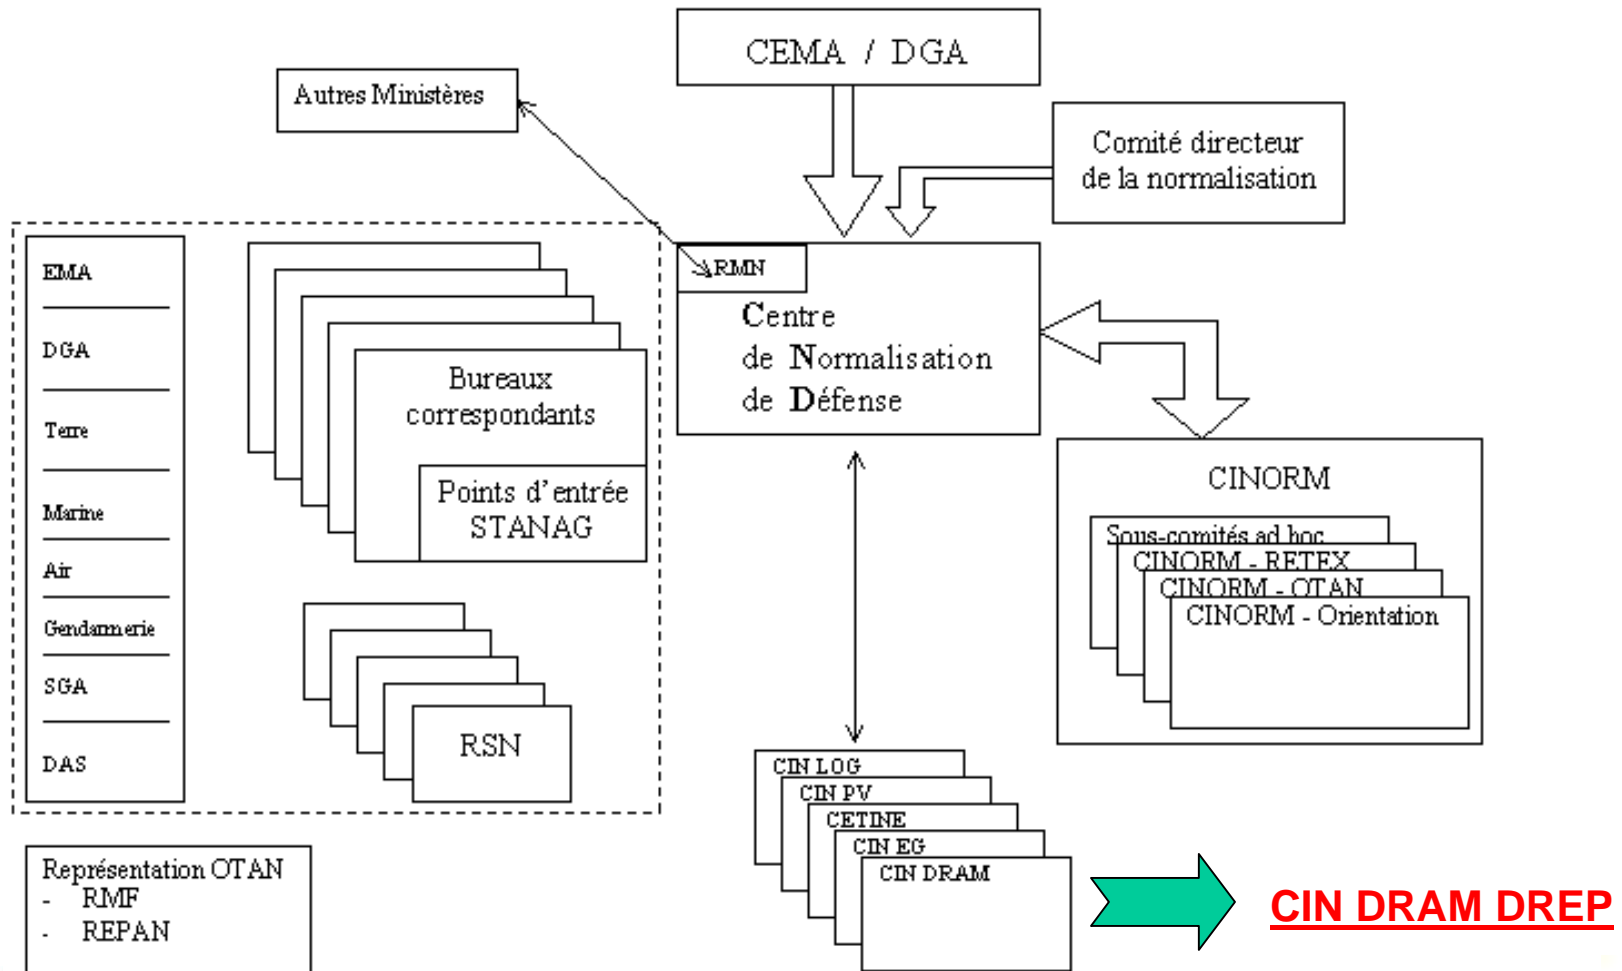 CEMA / DGA
Autres Ministères
Comité directeur
de la normalisation
EMA
DGA
Terre
Marine
Air
Gendarmerie
SGA
DAS
Bureaux
correspondants
Points d'entrée
STANAG
RSN
RMN
Centre
de Normalisation
de Défense
CINORM
Sous-comités ad hoc
CINORM - RETEX
CINORM - OTAN
CINORM - Orientation
CIN LOG
CIN PV
CETINE
CIN EG
CIN DRAM
CIN DRAM DREP
Représentation OTAN
- RMF
- REPAN